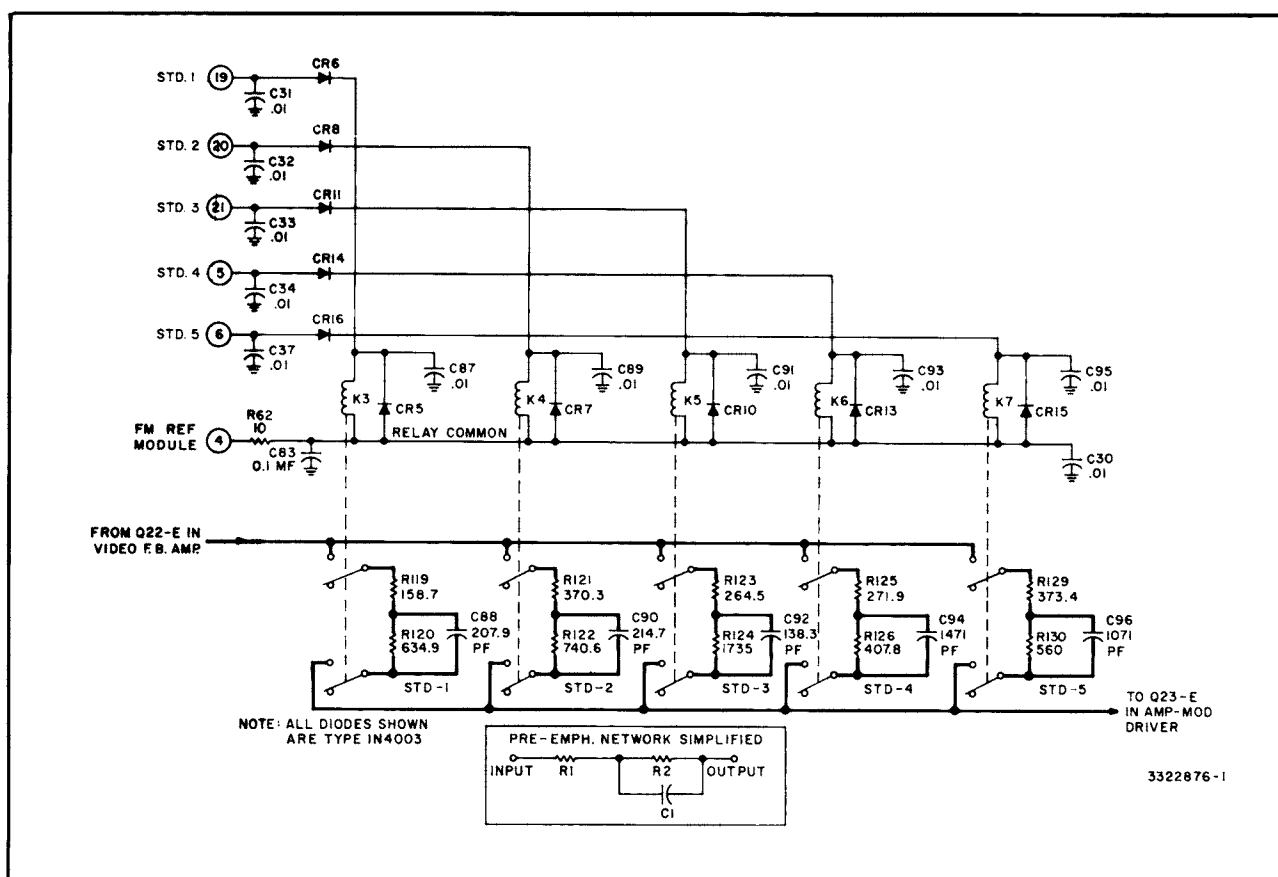 STD. 1 19 CR6
C31
.01
STD. 2 20 CR8
C32
.01
STD. 3 21 CR11
C33
.01
STD. 4 5 CR14
C34
.01
STD. 5 6 CR16
C37
.01
K3 CR5 C87
.01
K4 CR7 C89
.01
K5 CR10 C91
.01
K6 CR13 C93
.01
K7 CR15 C95
.01
FM REF
MODULE 4
R62
10
C83
0.1 MF
RELAY COMMON
C30
.01
FROM Q22-E IN
VIDEO F.B. AMP.
R119
158.7
R120
634.9
C88
207.9
PF
STD-1
R121
370.3
R122
740.6
C90
214.7
PF
STD-2
R123
264.5
R124
1735
C92
138.3
PF
STD-3
R125
271.9
R126
407.8
C94
1471
PF
STD-4
R129
373.4
R130
560
C96
1071
PF
STD-5
TO Q23-E
IN AMP-MOD
DRIVER
NOTE: ALL DIODES SHOWN
ARE TYPE IN4003
PRE-EMPH. NETWORK SIMPLIFIED
INPUT R1 R2 OUTPUT
C1
3322876-1